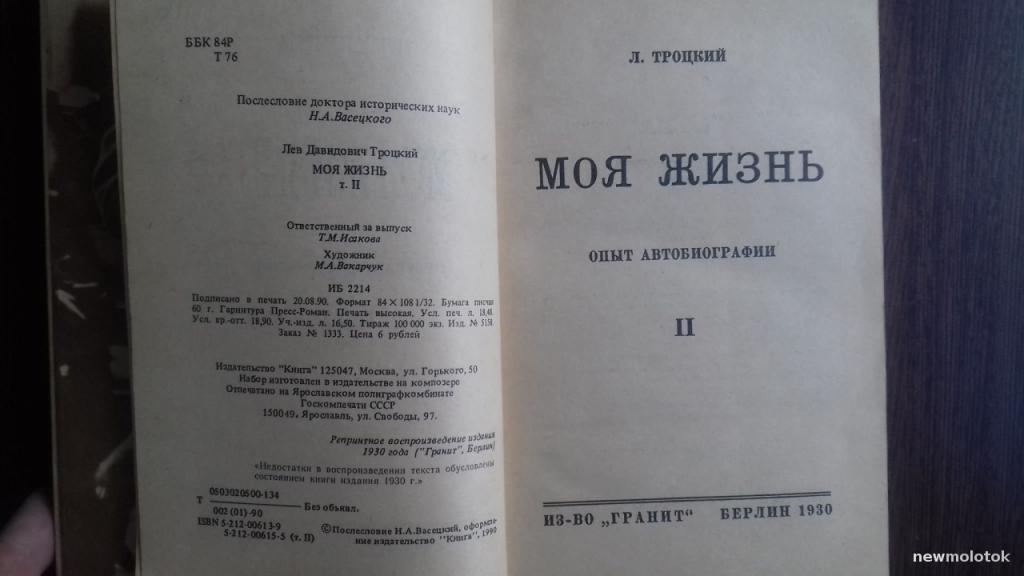 ББК 84Р
Т 76
Послесловие доктора исторических наук
Н.А.Васецкого
Лев Давидович Троцкий
МОЯ ЖИЗНЬ
т. II
Ответственный за выпуск
Т.М.Исакова
Художник
М.А.Вакарчук
ИБ 2214
Подписано в печать 20.08.90. Формат 84 × 108 1/32. Бумага писчая
60 г. Гарнитура Пресс-Роман. Печать высокая. Усл. печ. л. 18,48.
Усл. кр.-отт. 18,90. Уч.-изд. л. 16,50. Тираж 100 000 экз. Изд. № 5158.
Заказ № 1333. Цена 6 рублей
Издательство "Книга" 125047, Москва, ул. Горького, 50
Набор изготовлен в издательстве на композере
Отпечатано на Ярославском полиграфкомбинате
Госкомпечати СССР
150049, Ярославль, ул. Свободы, 97.
Репринтное воспроизведение издания
1930 года ("Гранит", Берлин)
«Недостатки в воспроизведении текста обусловлены
состоянием книги издания 1930 г.»
Т 0503020500-134
002 (01)-90
Без объявл.
ISBN 5-212-00613-9
5-212-00615-5 (т. II)
©Послесловие Н.А.Васецкий, оформле-
ние издательство "Книга", 1990
Л. ТРОЦКИЙ
МОЯ ЖИЗНЬ
ОПЫТ АВТОБИОГРАФИИ
II
ИЗ-ВО „ГРАНИТ" БЕРЛИН 1930
newmolotok